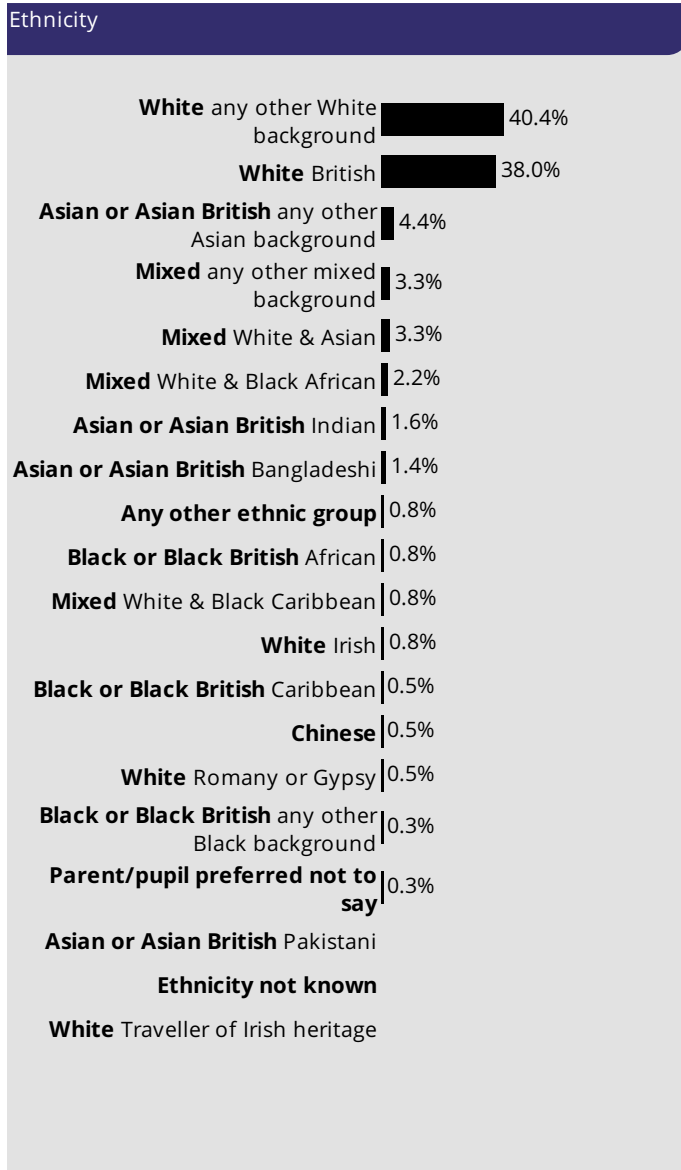 Ethnicity
White any other White
background
40.4%
White British 38.0%
Asian or Asian British any other
Asian background
4.4%
Mixed any other mixed
background
3.3%
Mixed White & Asian 3.3%
Mixed White & Black African 2.2%
Asian or Asian British Indian 1.6%
Asian or Asian British Bangladeshi 1.4%
Any other ethnic group 0.8%
Black or Black British African 0.8%
Mixed White & Black Caribbean 0.8%
White Irish 0.8%
Black or Black British Caribbean 0.5%
Chinese 0.5%
White Romany or Gypsy 0.5%
Black or Black British any other
Black background
0.3%
Parent/pupil preferred not to
say
0.3%
Asian or Asian British Pakistani
Ethnicity not known
White Traveller of Irish heritage